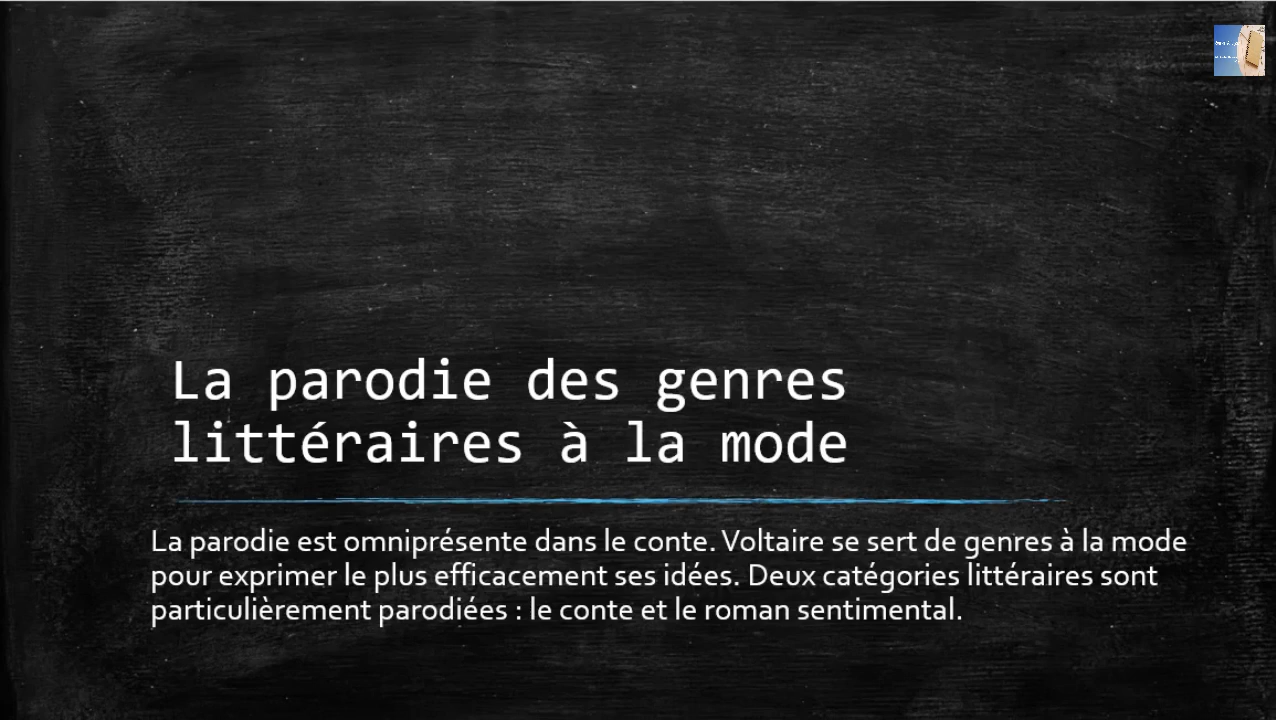 La parodie des genres
littéraires à la mode
La parodie est omniprésente dans le conte. Voltaire se sert de genres à la mode
pour exprimer le plus efficacement ses idées. Deux catégories littéraires sont
particulièrement parodiées : le conte et le roman sentimental.